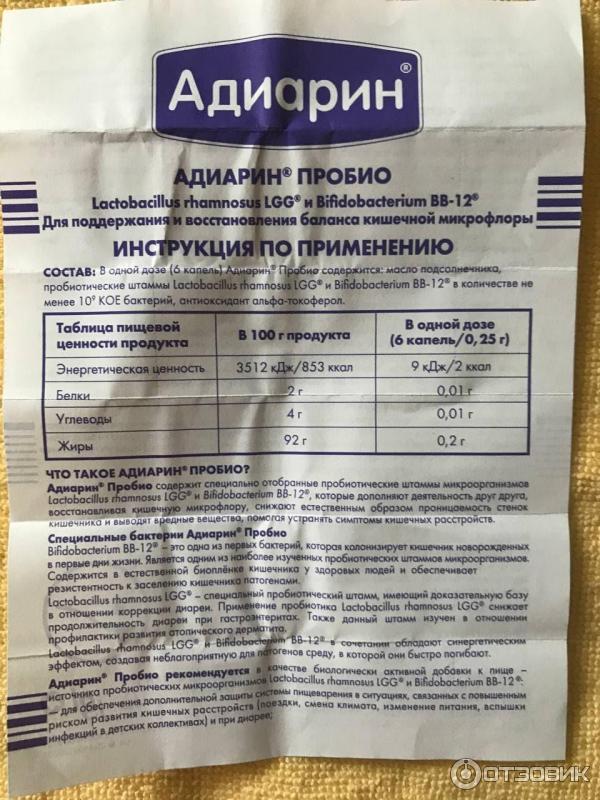 Адиарин®
АДИАРИН® ПРОБИО
Lactobacillus rhamnosus LGG® и Bifidobacterium BB-12®
Для поддержания и восстановления баланса кишечной микрофлоры
ИНСТРУКЦИЯ ПО ПРИМЕНЕНИЮ
СОСТАВ: В одной дозе (6 капель) Адиарин® Пробио содержится: масло подсолнечника,
пробиотические штаммы Lactobacillus rhamnosus LGG® и Bifidobacterium BB-12® в количестве не
менее 10⁹ КОЕ бактерий, антиоксидант альфа-токоферол.
Таблица пищевой ценности продукта В 100 г продукта В одной дозе (6 капель/0,25 г)
Энергетическая ценность 3512 кДж/853 ккал 9 кДж/2 ккал
Белки 2 г 0,01 г
Углеводы 4 г 0,01 г
Жиры 92 г 0,2 г
ЧТО ТАКОЕ АДИАРИН® ПРОБИО?
Адиарин® Пробио содержит специально отобранные пробиотические штаммы микроорганизмов
Lactobacillus rhamnosus LGG® и Bifidobacterium BB-12®, которые дополняют деятельность друг друга,
восстанавливая кишечную микрофлору, снижают естественным образом проницаемость стенок
кишечника и выводят вредные вещества, помогая устранять симптомы кишечных расстройств.
Специальные бактерии Адиарин® Пробио
Bifidobacterium BB-12® – это одна из первых бактерий, которая колонизирует кишечник новорожденных
в первые дни жизни. Является одним из наиболее изученных пробиотических штаммов микроорганизмов.
Содержится в естественной биоплёнке кишечника у здоровых людей и обеспечивает
резистентность к заселению кишечника патогенами.
Lactobacillus rhamnosus LGG® – специальный пробиотический штамм, имеющий доказательную базу
в отношении коррекции диареи. Применение пробиотика Lactobacillus rhamnosus LGG® снижает
продолжительность диареи при гастроэнтеритах. Также данный штамм изучен в отношении
профилактики развития атопического дерматита.
Lactobacillus rhamnosus LGG® и Bifidobacterium BB-12® в сочетании обладают синергетическим
эффектом, создавая неблагоприятную для патогенов среду, в которой они быстро погибают.
Адиарин® Пробио рекомендуется в качестве биологически активной добавки к пище –
источника пробиотических микроорганизмов Lactobacillus rhamnosus LGG® и Bifidobacterium BB-12®:
— для обеспечения дополнительной защиты системы пищеварения в ситуациях, связанных с повышенным
риском развития кишечных расстройств (поездки, смена климата, изменение питания, вспышки
инфекций в детских коллективах) и при диарее;
ОТЗОВИК